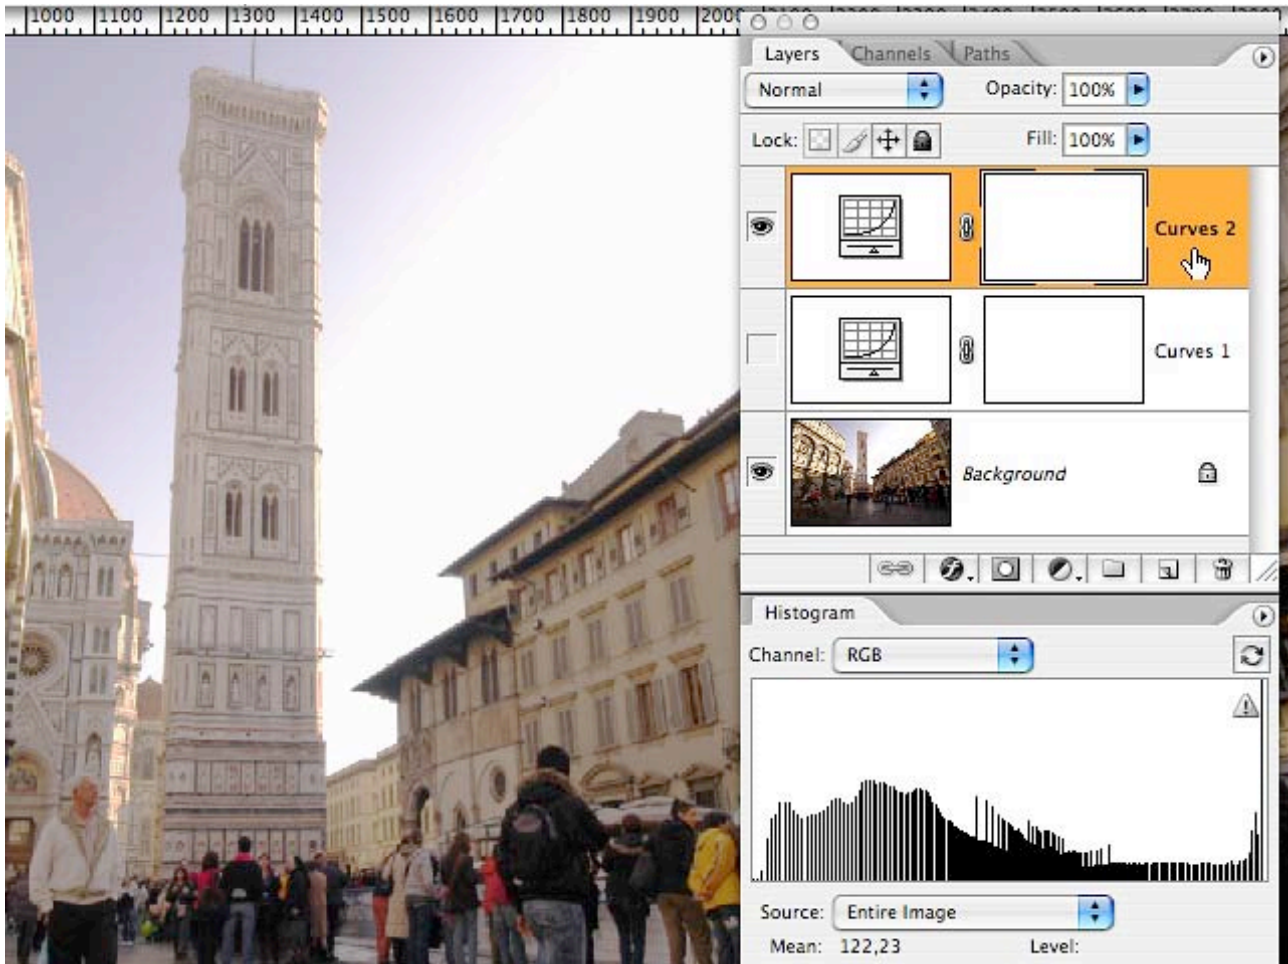 1000 1100 1200 1300 1400 1500 1600 1700 1800 1900 2000
Layers Channels Paths
Normal Opacity: 100%
Lock: Fill: 100%
Curves 2
Curves 1
Background
Histogram
Channel: RGB
Source: Entire Image
Mean: 122,23 Level: